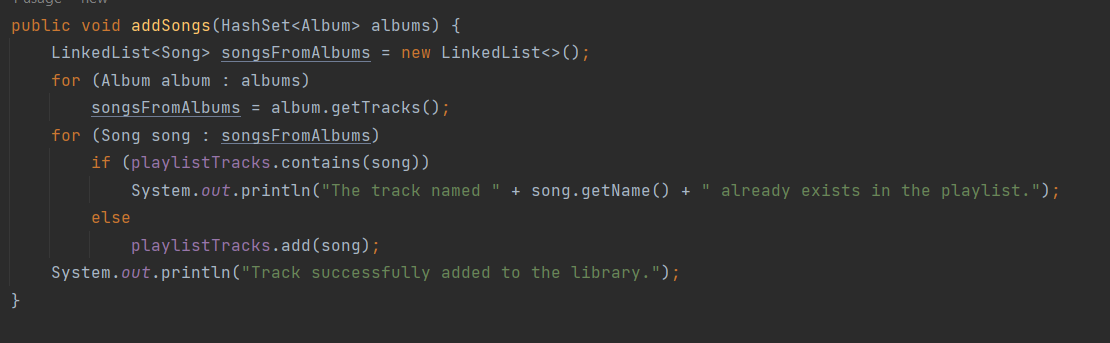 1 usage new
public void addSongs(HashSet<Album> albums) {
    LinkedList<Song> songsFromAlbums = new LinkedList<>();
    for (Album album : albums)
        songsFromAlbums = album.getTracks();
    for (Song song : songsFromAlbums)
        if (playlistTracks.contains(song))
            System.out.println("The track named " + song.getName() + " already exists in the playlist.");
        else
            playlistTracks.add(song);
    System.out.println("Track successfully added to the library.");
}